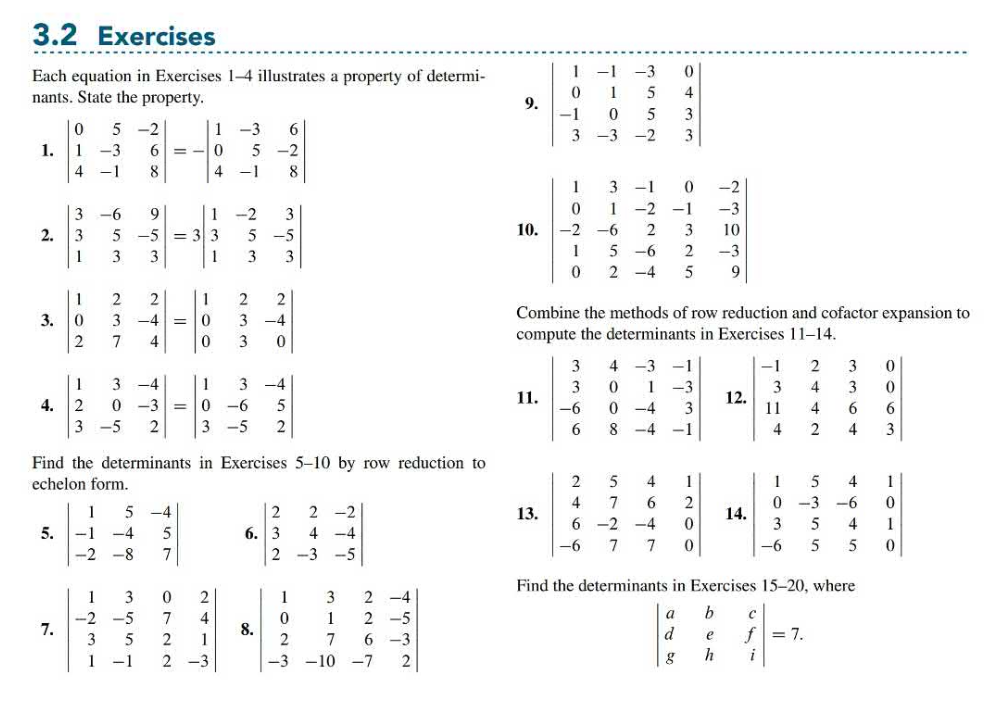 3.2 Exercises
Each equation in Exercises 1–4 illustrates a property of determi-
nants. State the property.
1. | 0 5 −2 | = − | 1 −3 6 |
| 1 −3 6 | | 0 5 −2 |
| 4 −1 8 | | 4 −1 8 |
2. | 3 −6 9 | = 3 | 1 −2 3 |
| 3 5 −5 | | 3 5 −5 |
| 1 3 3 | | 1 3 3 |
3. | 1 2 2 | = | 1 2 2 |
| 0 3 −4 | | 0 3 −4 |
| 2 7 4 | | 0 3 0 |
4. | 1 3 −4 | = | 1 3 −4 |
| 2 0 −3 | | 0 −6 5 |
| 3 −5 2 | | 3 −5 2 |
Find the determinants in Exercises 5–10 by row reduction to
echelon form.
5. | 1 5 −4 |
| −1 −4 5 |
| −2 −8 7 |
6. | 2 2 −2 |
| 3 4 −4 |
| 2 −3 −5 |
7. | 1 3 0 2 |
| −2 −5 7 4 |
| 3 5 2 1 |
| 1 −1 2 −3 |
8. | 1 3 2 −4 |
| 0 1 2 −5 |
| 2 7 6 −3 |
| −3 −10 −7 2 |
9. | 1 −1 −3 0 |
| 0 1 5 4 |
| −1 0 5 3 |
| 3 −3 −2 3 |
10. | 1 3 −1 0 −2 |
| 0 1 −2 −1 −3 |
| −2 −6 2 3 10 |
| 1 5 −6 2 −3 |
| 0 2 −4 5 9 |
Combine the methods of row reduction and cofactor expansion to
compute the determinants in Exercises 11–14.
11. | 3 4 −3 −1 |
| 3 0 1 −3 |
| −6 0 −4 3 |
| 6 8 −4 −1 |
12. | −1 2 3 0 |
| 3 4 3 0 |
| 11 4 6 6 |
| 4 2 4 3 |
13. | 2 5 4 1 |
| 4 7 6 2 |
| 6 −2 −4 0 |
| −6 7 7 0 |
14. | 1 5 4 1 |
| 0 −3 −6 0 |
| 3 5 4 1 |
| −6 5 5 0 |
Find the determinants in Exercises 15–20, where
| a b c |
| d e f | = 7.
| g h i |